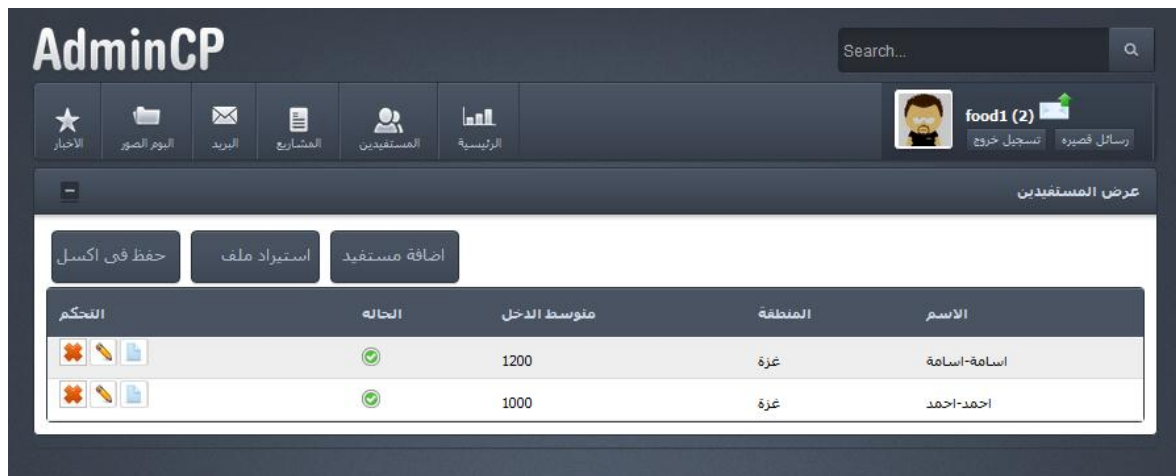 AdminCP
Search...
الرئيسية
المستفيدين
المشاريع
البريد
البوم الصور
الأخبار
food1 (2)
رسائل قصيره
تسجيل خروج
عرض المستفيدين
اضافة مستفيد
استيراد ملف
حفظ فى اكسل
الاسم المنطقة متوسط الدخل الحاله التحكم
اسامة-اسامة غزة 1200
احمد-احمد غزة 1000